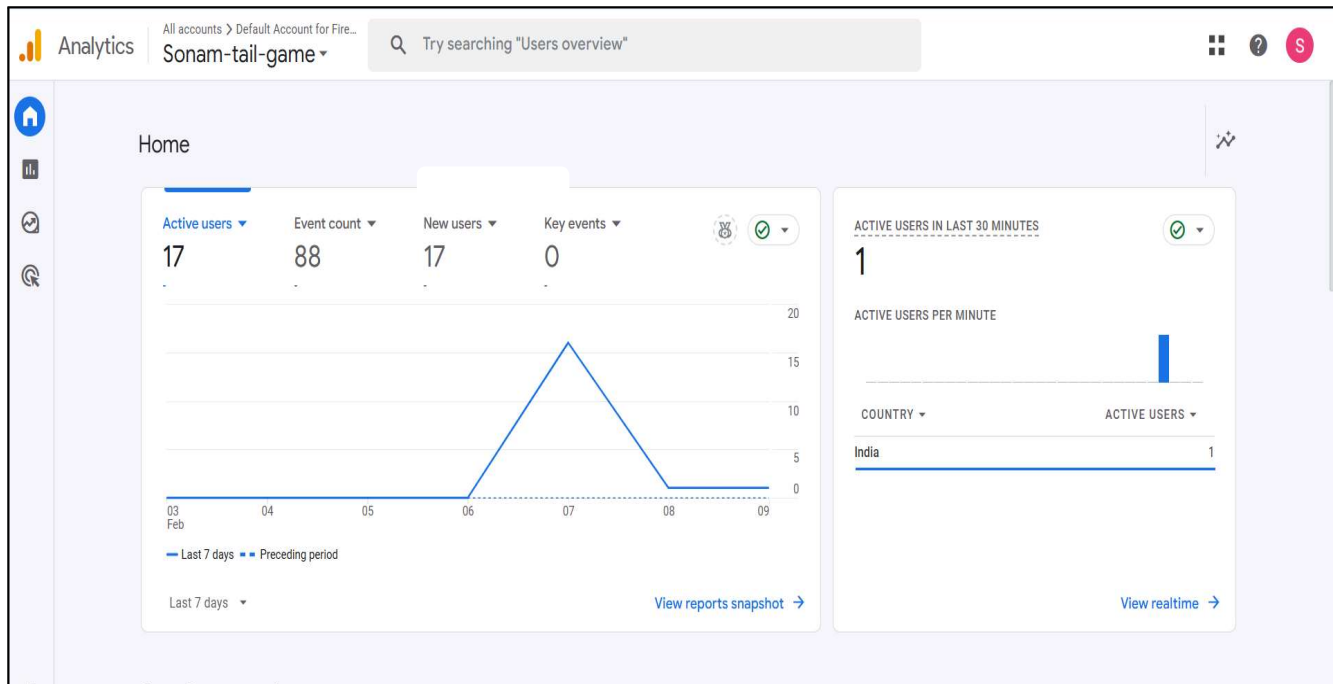 Analytics
All accounts > Default Account for Fire...
Sonam-tail-game
Try searching "Users overview"
S
Home
Active users
17
-
Event count
88
-
New users
17
-
Key events
0
-
20
15
10
5
0
03
Feb
04
05
06
07
08
09
Last 7 days
Preceding period
Last 7 days
View reports snapshot
ACTIVE USERS IN LAST 30 MINUTES
1
ACTIVE USERS PER MINUTE
COUNTRY
ACTIVE USERS
India
1
View realtime